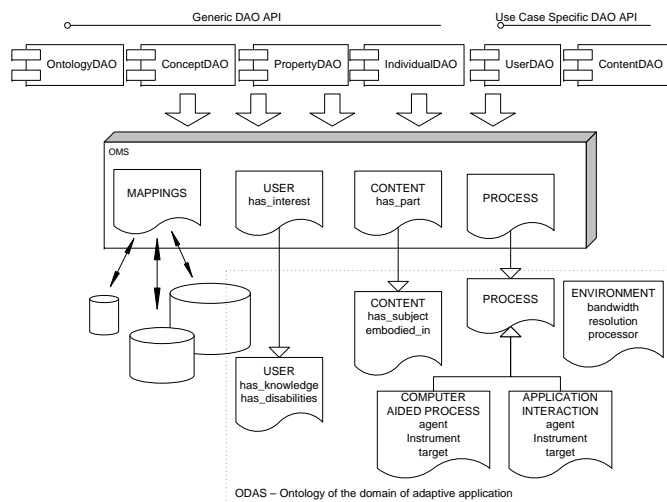 Generic DAO API
Use Case Specific DAO API
OntologyDAO
ConceptDAO
PropertyDAO
IndividualDAO
UserDAO
ContentDAO
OMS
MAPPINGS
USER
has_interest
CONTENT
has_part
PROCESS
CONTENT
has_subject
embodied_in
PROCESS
ENVIRONMENT
bandwidth
resolution
processor
USER
has_knowledge
has_disabilities
COMPUTER
AIDED PROCESS
agent
Instrument
target
APPLICATION
INTERACTION
agent
Instrument
target
ODAS – Ontology of the domain of adaptive application